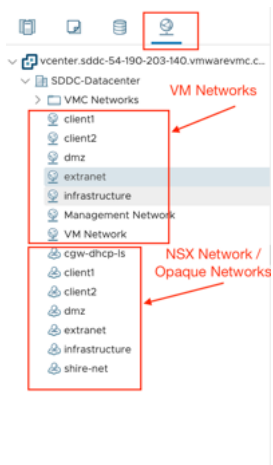 vcenter.sddc-54-190-203-140.vmwarevmc.c...
SDDC-Datacenter
VMC Networks
VM Networks
client1
client2
dmz
extranet
infrastructure
Management Network
VM Network
cgw-dhcp-ls
NSX Network /
Opaque Networks
client1
client2
dmz
extranet
infrastructure
shire-net